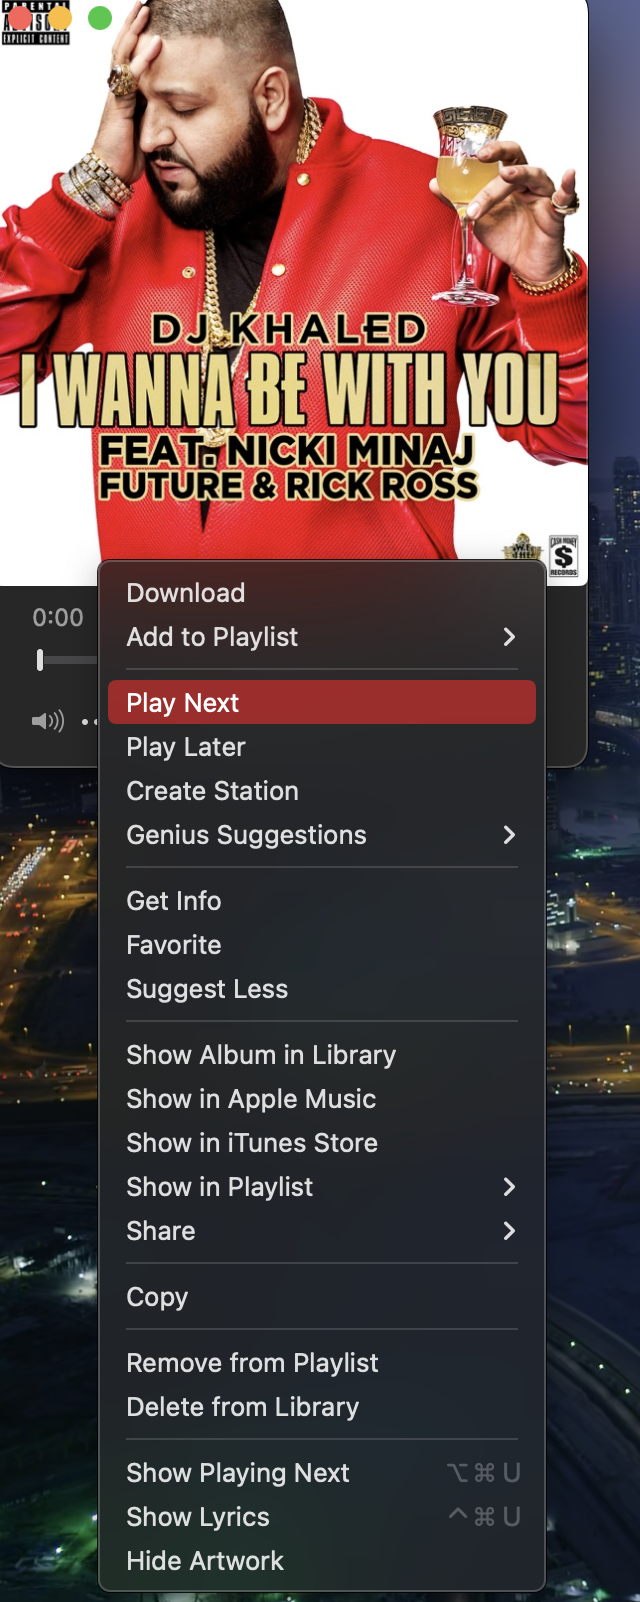 PARENTAL
ADVISORY
EXPLICIT CONTENT
DJ KHALED
I WANNA BE WITH YOU
FEAT. NICKI MINAJ
FUTURE & RICK ROSS
WE THE
CASH MONEY
$
RECORDS
0:00
Download
Add to Playlist
Play Next
Play Later
Create Station
Genius Suggestions
Get Info
Favorite
Suggest Less
Show Album in Library
Show in Apple Music
Show in iTunes Store
Show in Playlist
Share
Copy
Remove from Playlist
Delete from Library
Show Playing Next ⌥⌘U
Show Lyrics ^⌘U
Hide Artwork